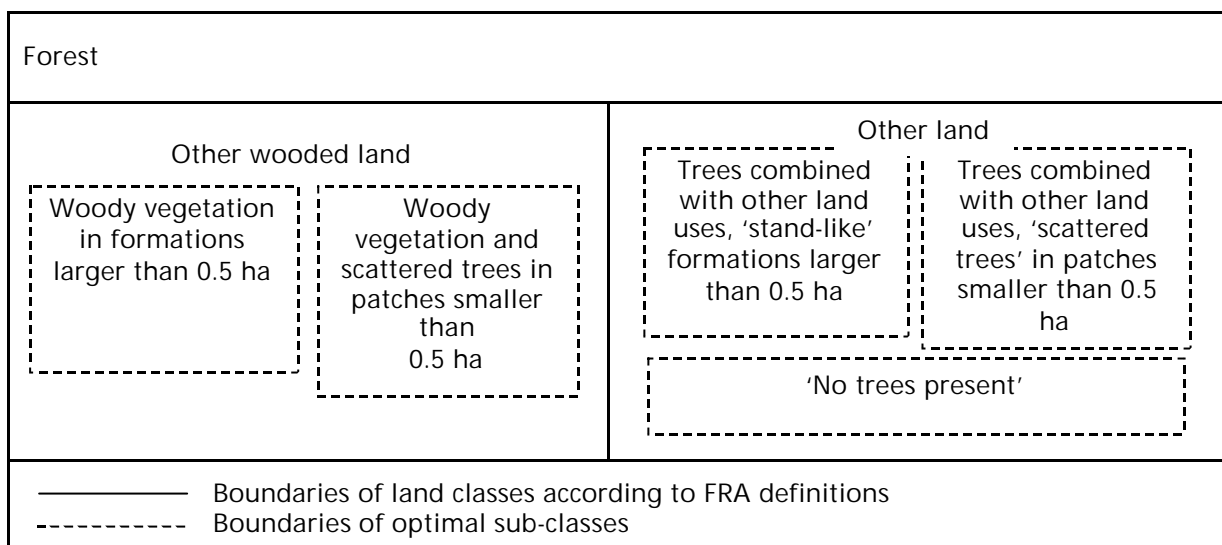 Forest
Other wooded land
Woody vegetation
in formations
larger than 0.5 ha
Woody
vegetation and
scattered trees in
patches smaller
than
0.5 ha
Other land
Trees combined
with other land
uses, ‘stand-like’
formations larger
than 0.5 ha
Trees combined
with other land
uses, ‘scattered
trees’ in patches
smaller than 0.5
ha
‘No trees present’
Boundaries of land classes according to FRA definitions
Boundaries of optimal sub-classes